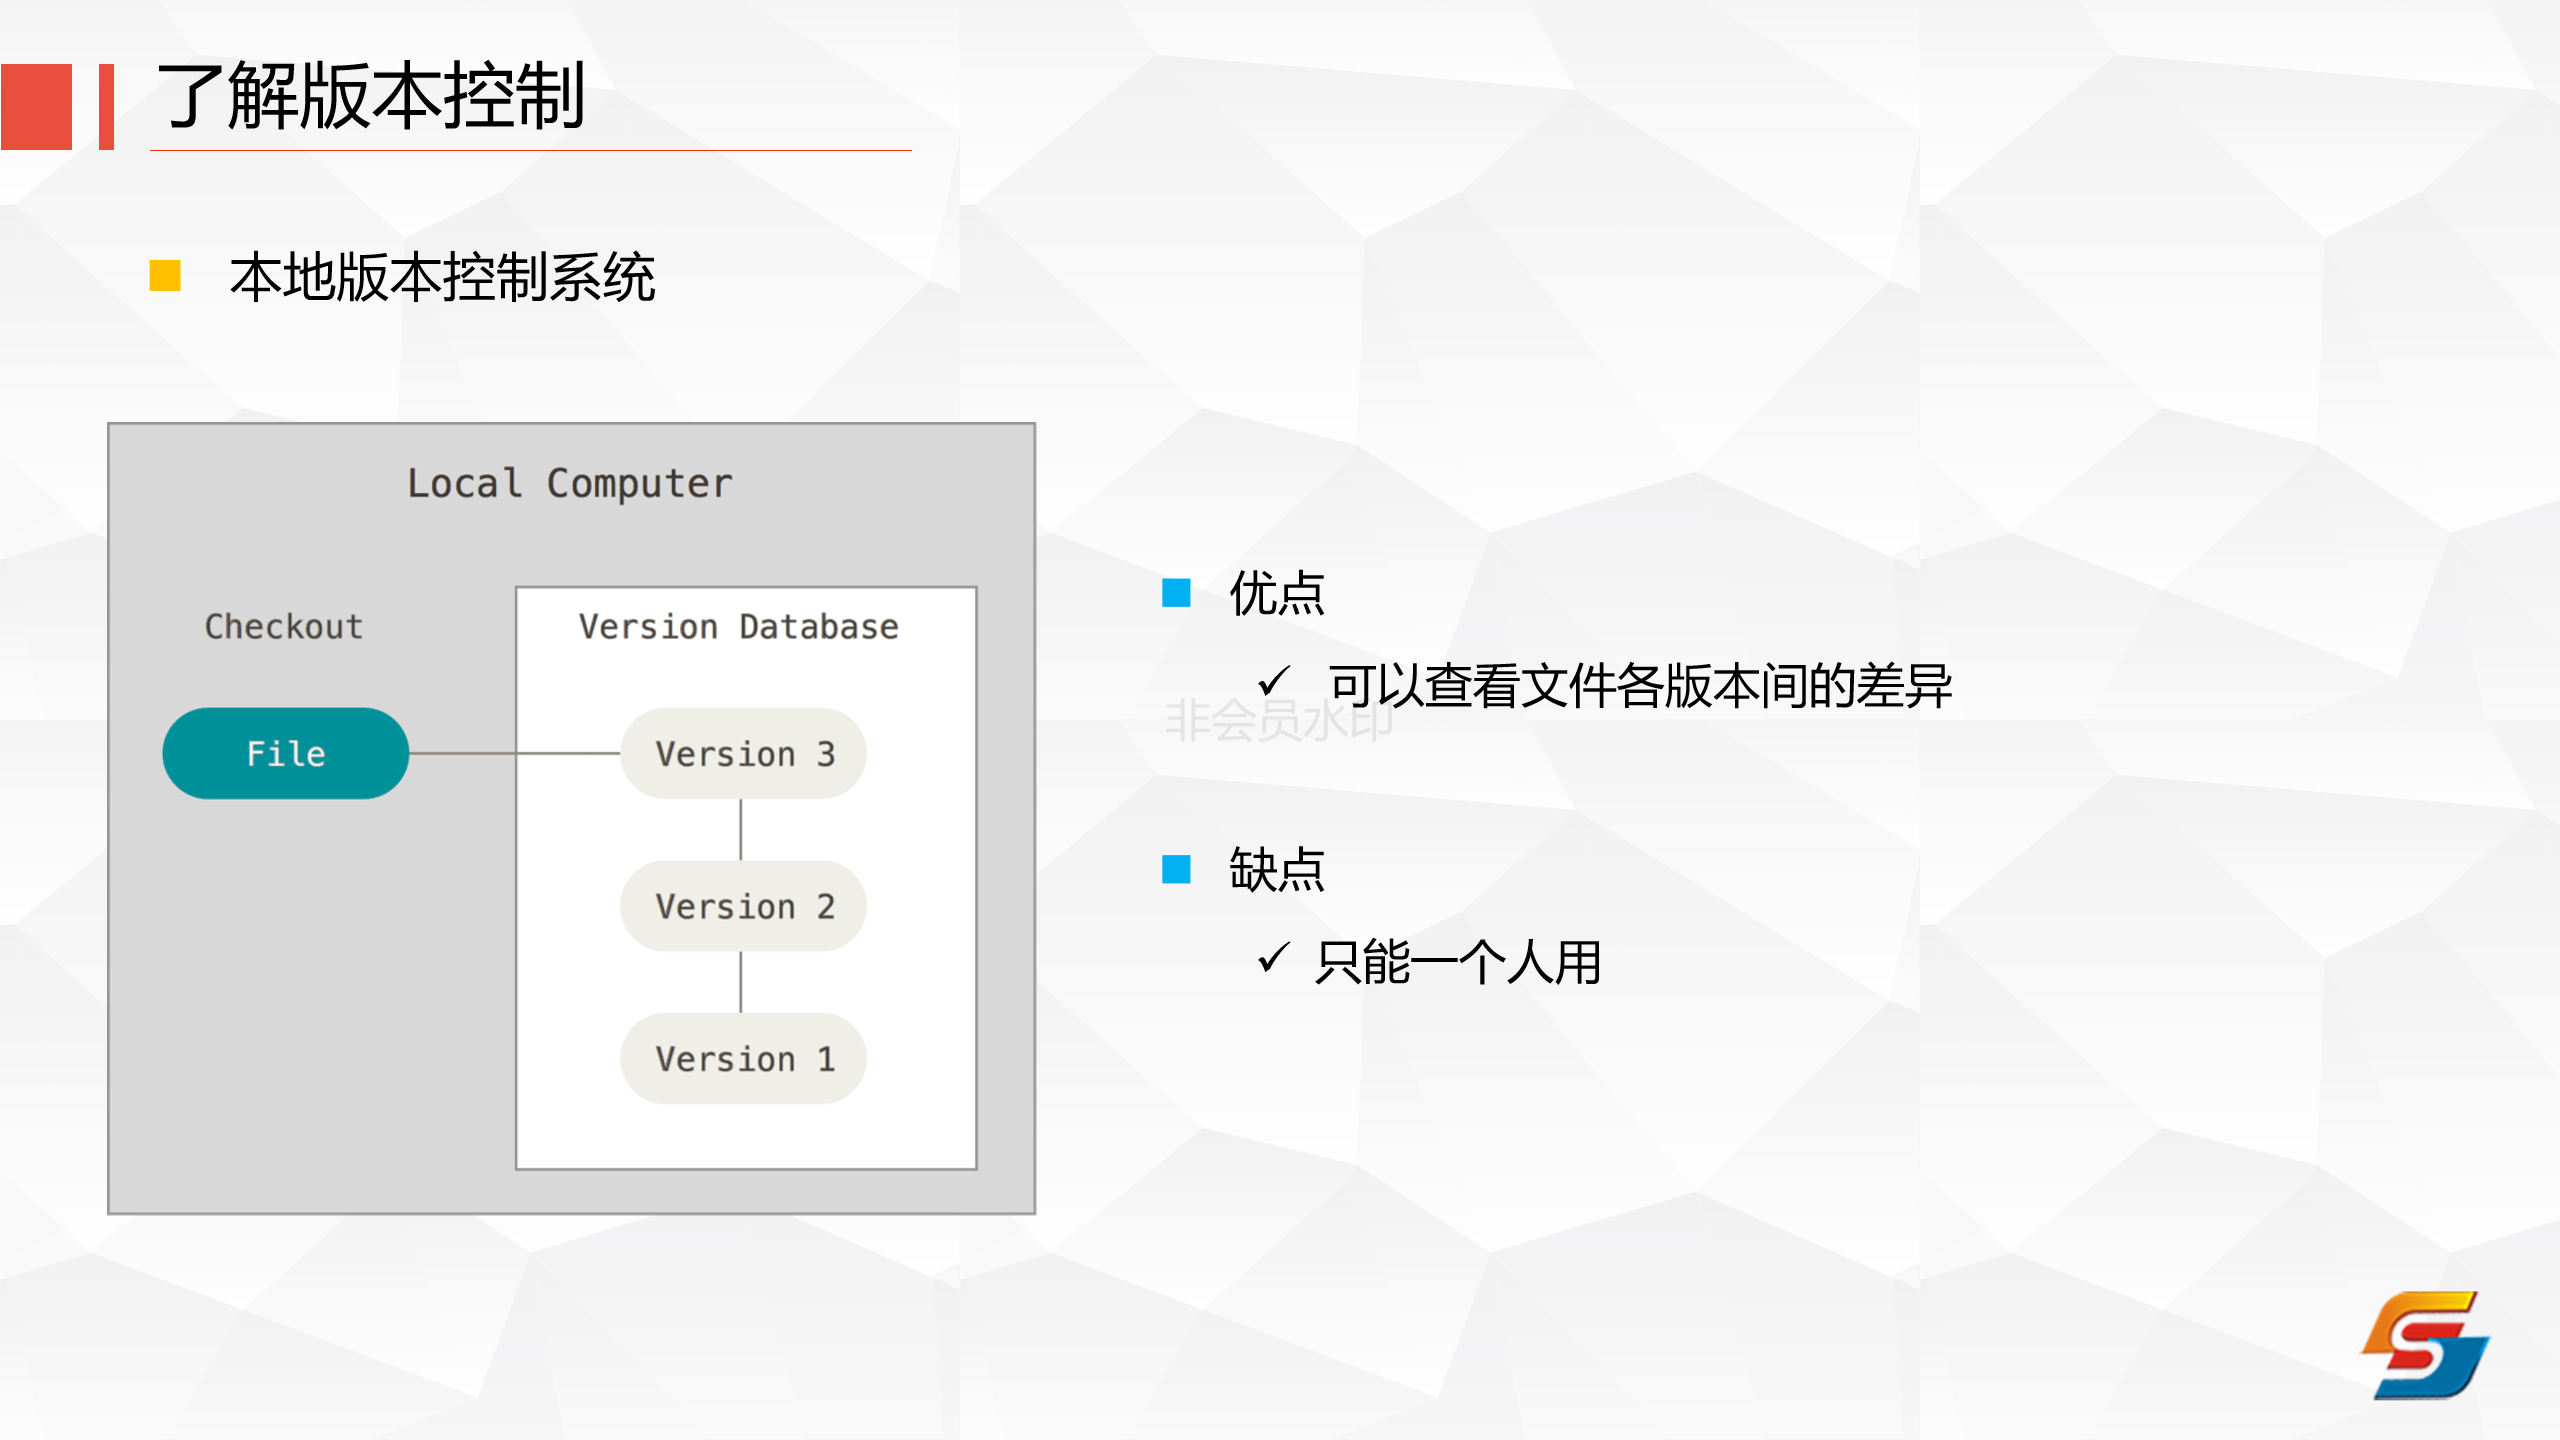 了解版本控制
本地版本控制系统
Local Computer
Checkout
Version Database
File
Version 3
Version 2
Version 1
优点
可以查看文件各版本间的差异
非会员水印
缺点
只能一个人用